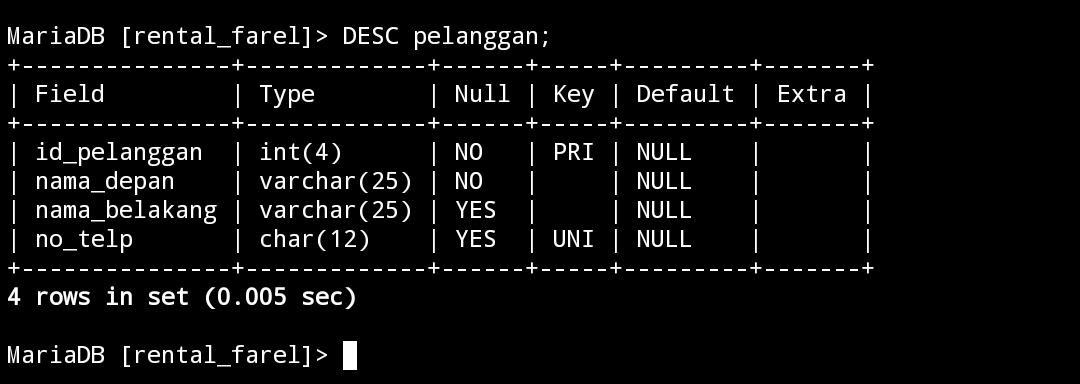 MariaDB [rental_farel]> DESC pelanggan;
+---------------+-------------+------+-----+---------+-------+
| Field         | Type        | Null | Key | Default | Extra |
+---------------+-------------+------+-----+---------+-------+
| id_pelanggan  | int(4)      | NO   | PRI | NULL    |       |
| nama_depan    | varchar(25) | NO   |     | NULL    |       |
| nama_belakang | varchar(25) | YES  |     | NULL    |       |
| no_telp       | char(12)    | YES  | UNI | NULL    |       |
+---------------+-------------+------+-----+---------+-------+
4 rows in set (0.005 sec)
MariaDB [rental_farel]>